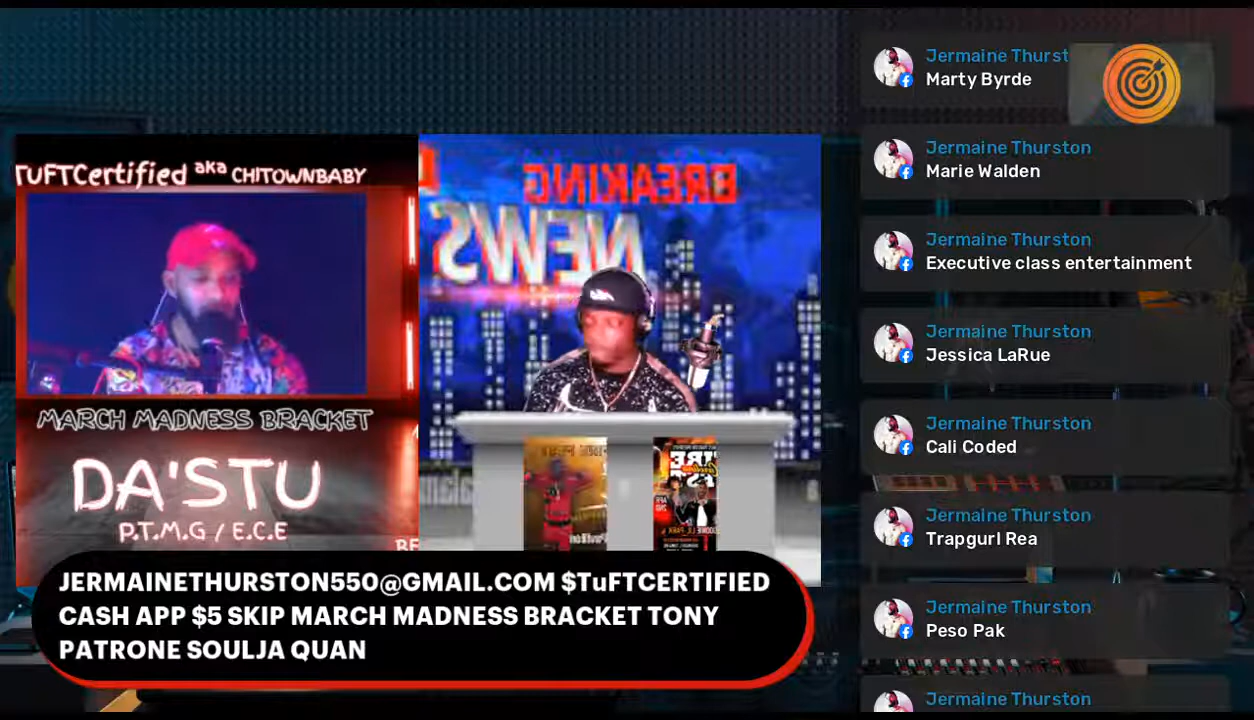 TuFTCertified aka CHITOWNBABY
MARCH MADNESS BRACKET
DA'STU
P.T.M.G / E.C.E
BREAKING
NEWS
JERMAINETHURSTON550@GMAIL.COM $TuFTCERTIFIED
CASH APP $5 SKIP MARCH MADNESS BRACKET TONY
PATRONE SOULJA QUAN
Jermaine Thurst
Marty Byrde
Jermaine Thurston
Marie Walden
Jermaine Thurston
Executive class entertainment
Jermaine Thurston
Jessica LaRue
Jermaine Thurston
Cali Coded
Jermaine Thurston
Trapgurl Rea
Jermaine Thurston
Peso Pak
Jermaine Thurston